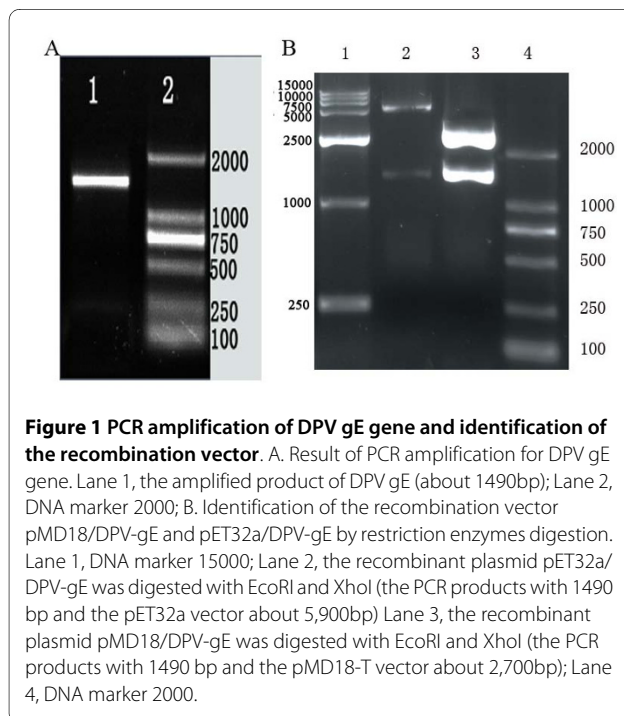 A
1 2
2000
1000
750
500
250
100
B
1 2 3 4
15000
10000
7500
5000
2500
1000
250
2000
1000
750
500
250
100
Figure 1 PCR amplification of DPV gE gene and identification of
the recombination vector. A. Result of PCR amplification for DPV gE
gene. Lane 1, the amplified product of DPV gE (about 1490bp); Lane 2,
DNA marker 2000; B. Identification of the recombination vector
pMD18/DPV-gE and pET32a/DPV-gE by restriction enzymes digestion.
Lane 1, DNA marker 15000; Lane 2, the recombinant plasmid pET32a/
DPV-gE was digested with EcoRI and XhoI (the PCR products with 1490
bp and the pET32a vector about 5,900bp) Lane 3, the recombinant
plasmid pMD18/DPV-gE was digested with EcoRI and XhoI (the PCR
products with 1490 bp and the pMD18-T vector about 2,700bp); Lane
4, DNA marker 2000.